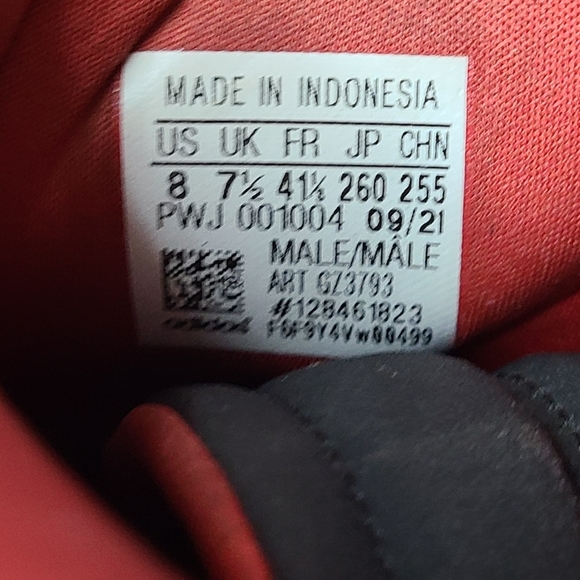 MADE IN INDONESIA
US UK FR JP CHN
8 7½ 41⅓ 260 255
PWJ 001004 09/21
MALE/MÂLE
ART GZ3793
#128461823
adidas F6F9Y4Vw00499